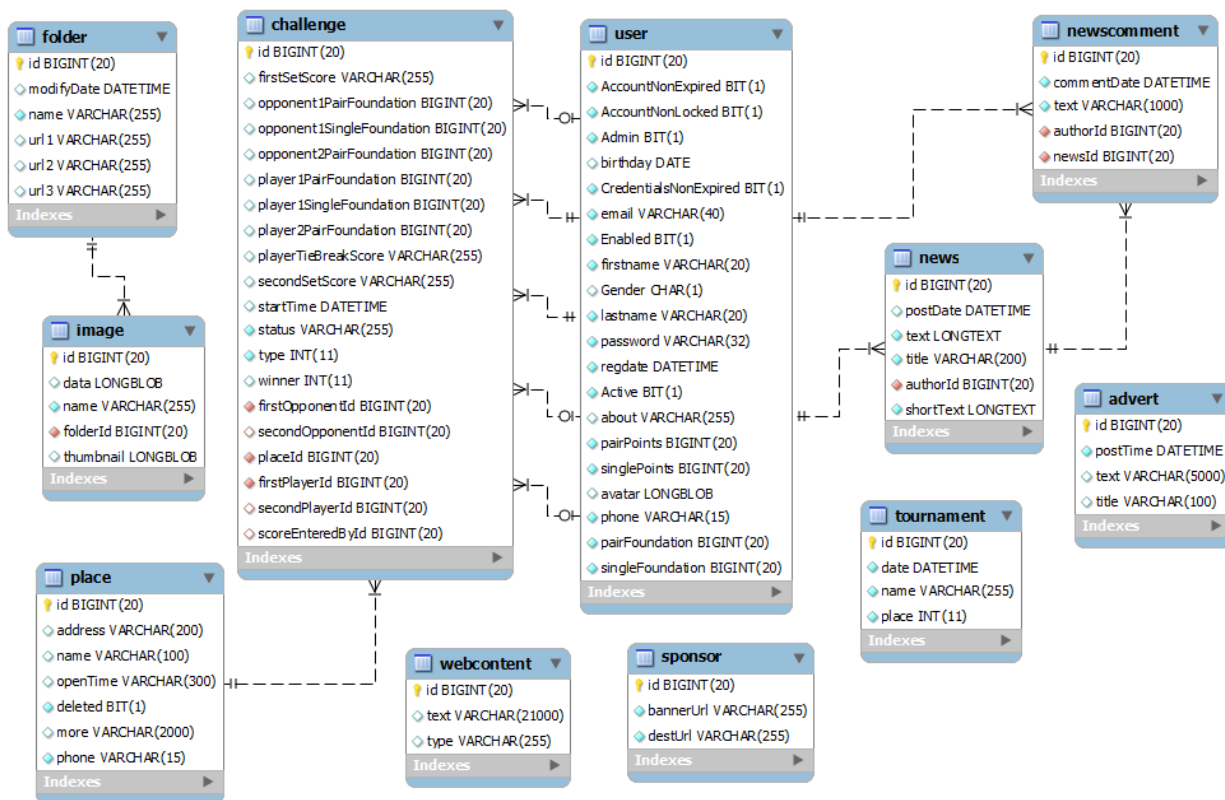 folder
id BIGINT(20)
modifyDate DATETIME
name VARCHAR(255)
url1 VARCHAR(255)
url2 VARCHAR(255)
url3 VARCHAR(255)
Indexes
challenge
id BIGINT(20)
firstSetScore VARCHAR(255)
opponent1PairFoundation BIGINT(20)
opponent1SingleFoundation BIGINT(20)
opponent2PairFoundation BIGINT(20)
player1PairFoundation BIGINT(20)
player1SingleFoundation BIGINT(20)
player2PairFoundation BIGINT(20)
playerTieBreakScore VARCHAR(255)
secondSetScore VARCHAR(255)
startTime DATETIME
status VARCHAR(255)
type INT(11)
winner INT(11)
firstOpponentId BIGINT(20)
secondOpponentId BIGINT(20)
placeId BIGINT(20)
firstPlayerId BIGINT(20)
secondPlayerId BIGINT(20)
scoreEnteredById BIGINT(20)
Indexes
user
id BIGINT(20)
AccountNonExpired BIT(1)
AccountNonLocked BIT(1)
Admin BIT(1)
birthday DATE
CredentialsNonExpired BIT(1)
email VARCHAR(40)
Enabled BIT(1)
firstname VARCHAR(20)
Gender CHAR(1)
lastname VARCHAR(20)
password VARCHAR(32)
regdate DATETIME
Active BIT(1)
about VARCHAR(255)
pairPoints BIGINT(20)
singlePoints BIGINT(20)
avatar LONGBLOB
phone VARCHAR(15)
pairFoundation BIGINT(20)
singleFoundation BIGINT(20)
Indexes
newscomment
id BIGINT(20)
commentDate DATETIME
text VARCHAR(1000)
authorId BIGINT(20)
newsId BIGINT(20)
Indexes
news
id BIGINT(20)
postDate DATETIME
text LONGTEXT
title VARCHAR(200)
authorId BIGINT(20)
shortText LONGTEXT
Indexes
image
id BIGINT(20)
data LONGBLOB
name VARCHAR(255)
folderId BIGINT(20)
thumbnail LONGBLOB
Indexes
advert
id BIGINT(20)
postTime DATETIME
text VARCHAR(5000)
title VARCHAR(100)
Indexes
tournament
id BIGINT(20)
date DATETIME
name VARCHAR(255)
place INT(11)
Indexes
place
id BIGINT(20)
address VARCHAR(200)
name VARCHAR(100)
openTime VARCHAR(300)
deleted BIT(1)
more VARCHAR(2000)
phone VARCHAR(15)
Indexes
webcontent
id BIGINT(20)
text VARCHAR(21000)
type VARCHAR(255)
Indexes
sponsor
id BIGINT(20)
bannerUrl VARCHAR(255)
destUrl VARCHAR(255)
Indexes